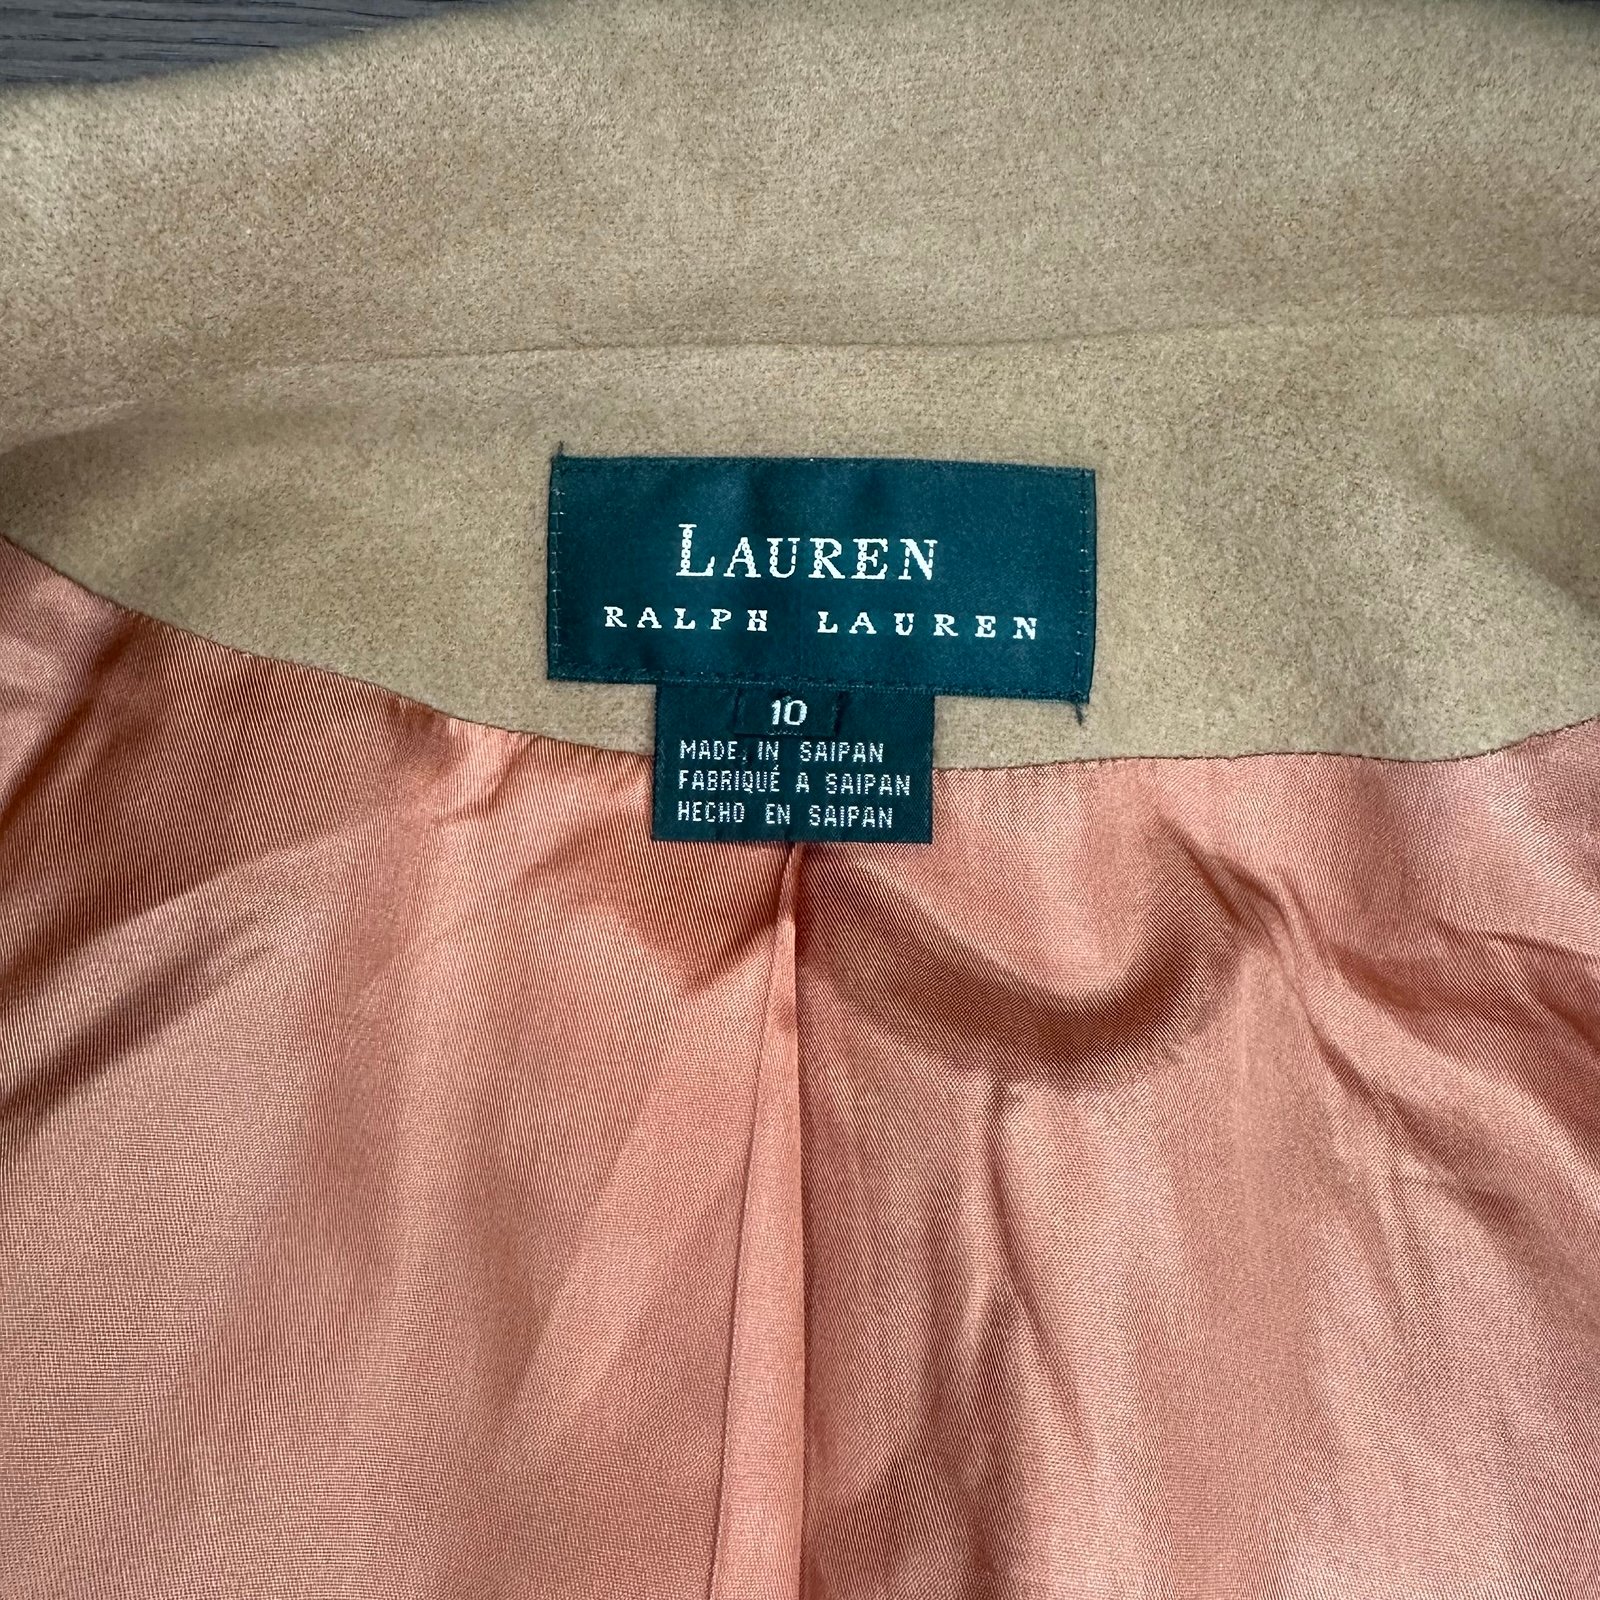 LAUREN
RALPH LAUREN
10
MADE IN SAIPAN
FABRIQUÉ A SAIPAN
HECHO EN SAIPAN